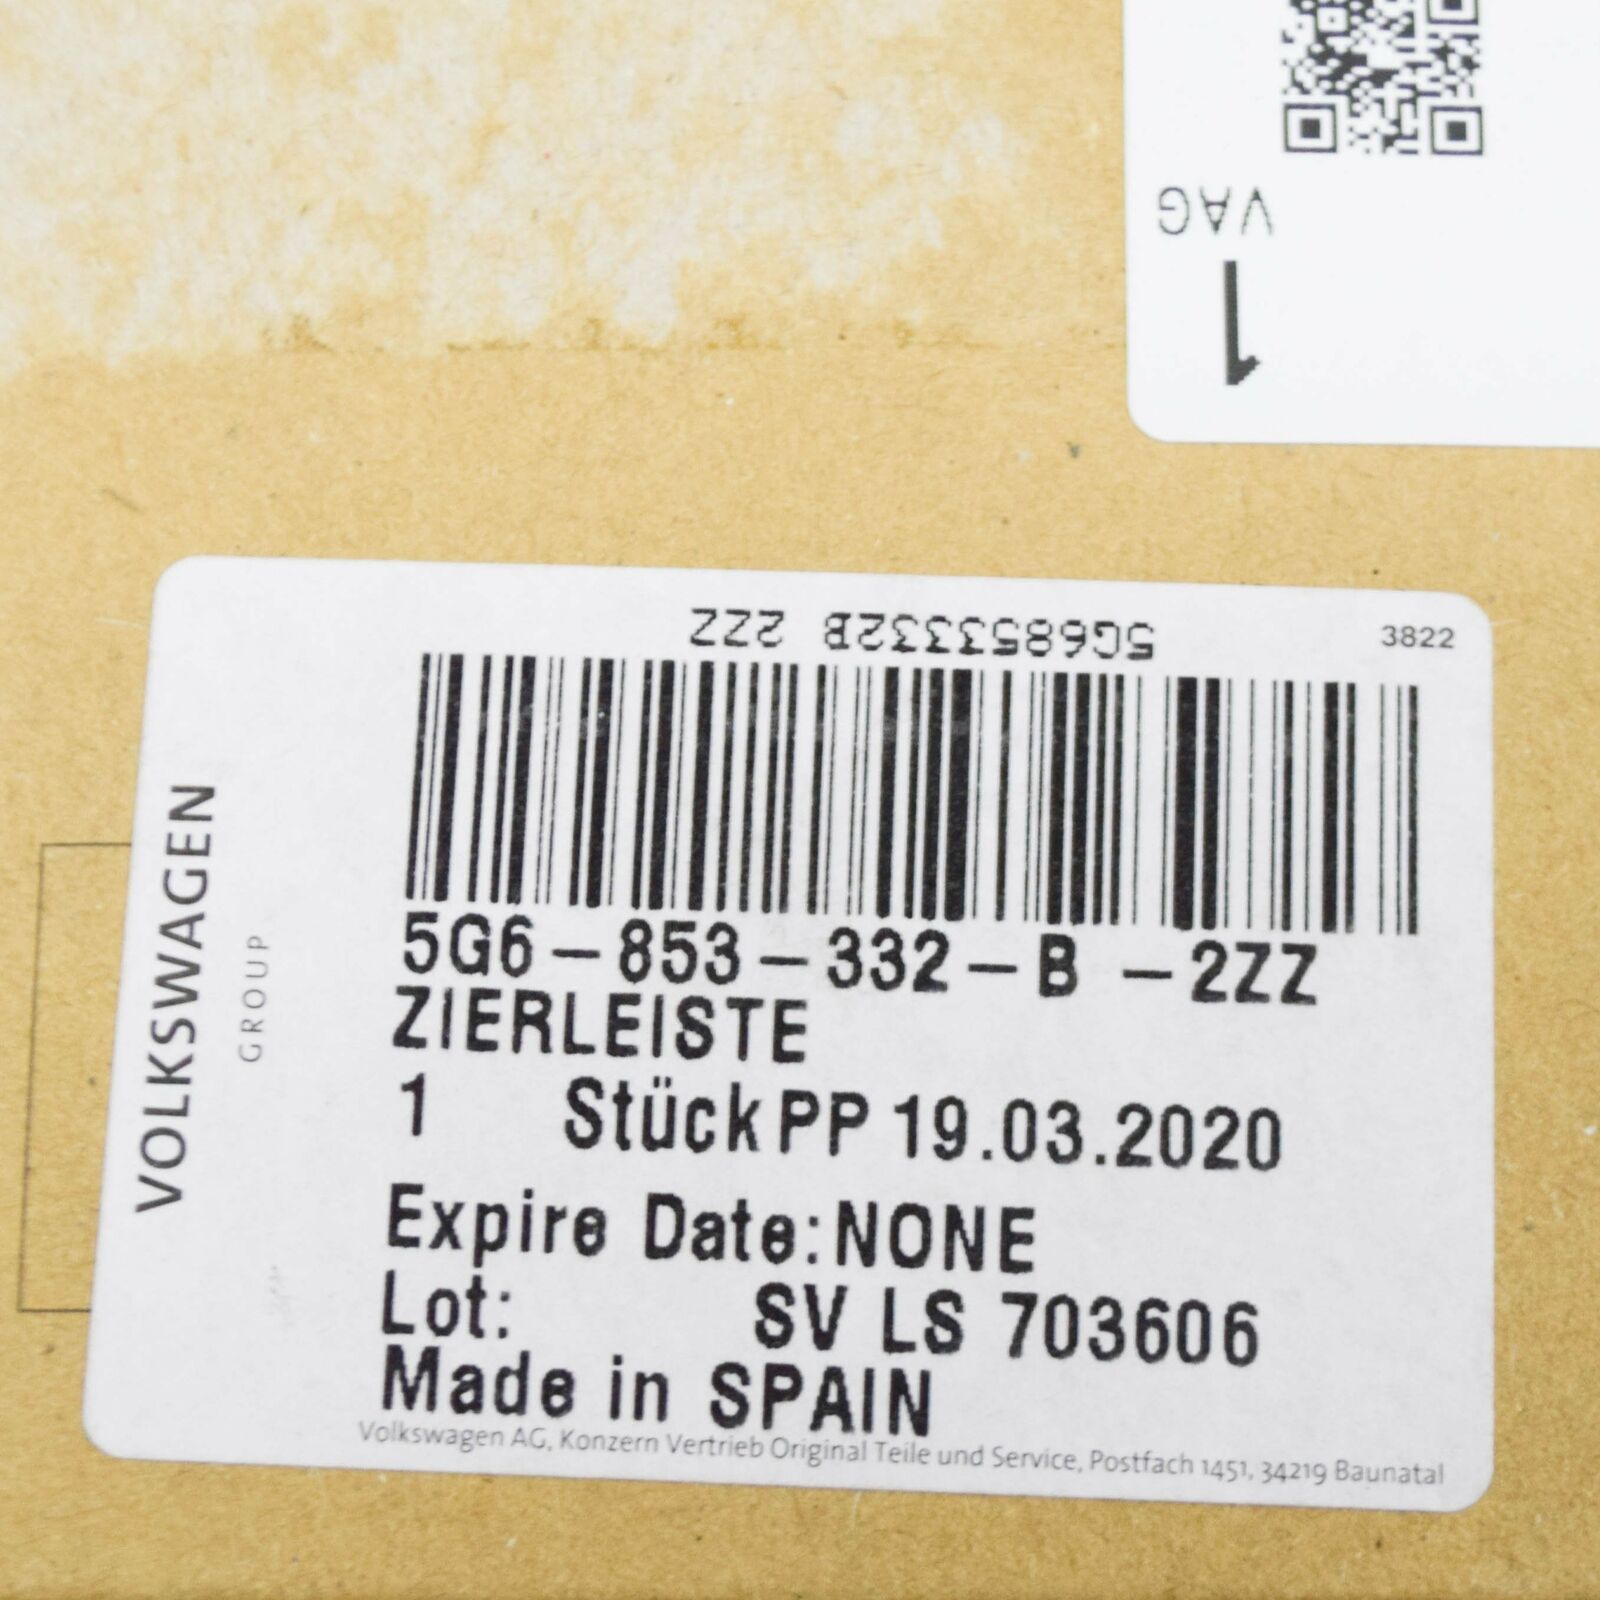 VAG
1
5G6853332B 2ZZ
3822
VOLKSWAGEN
GROUP
5G6-853-332-B -2ZZ
ZIERLEISTE
1 Stück PP 19.03.2020
Expire Date:NONE
Lot: SV LS 703606
Made in SPAIN
Volkswagen AG, Konzern Vertrieb Original Teile und Service, Postfach 1451, 34219 Baunatal